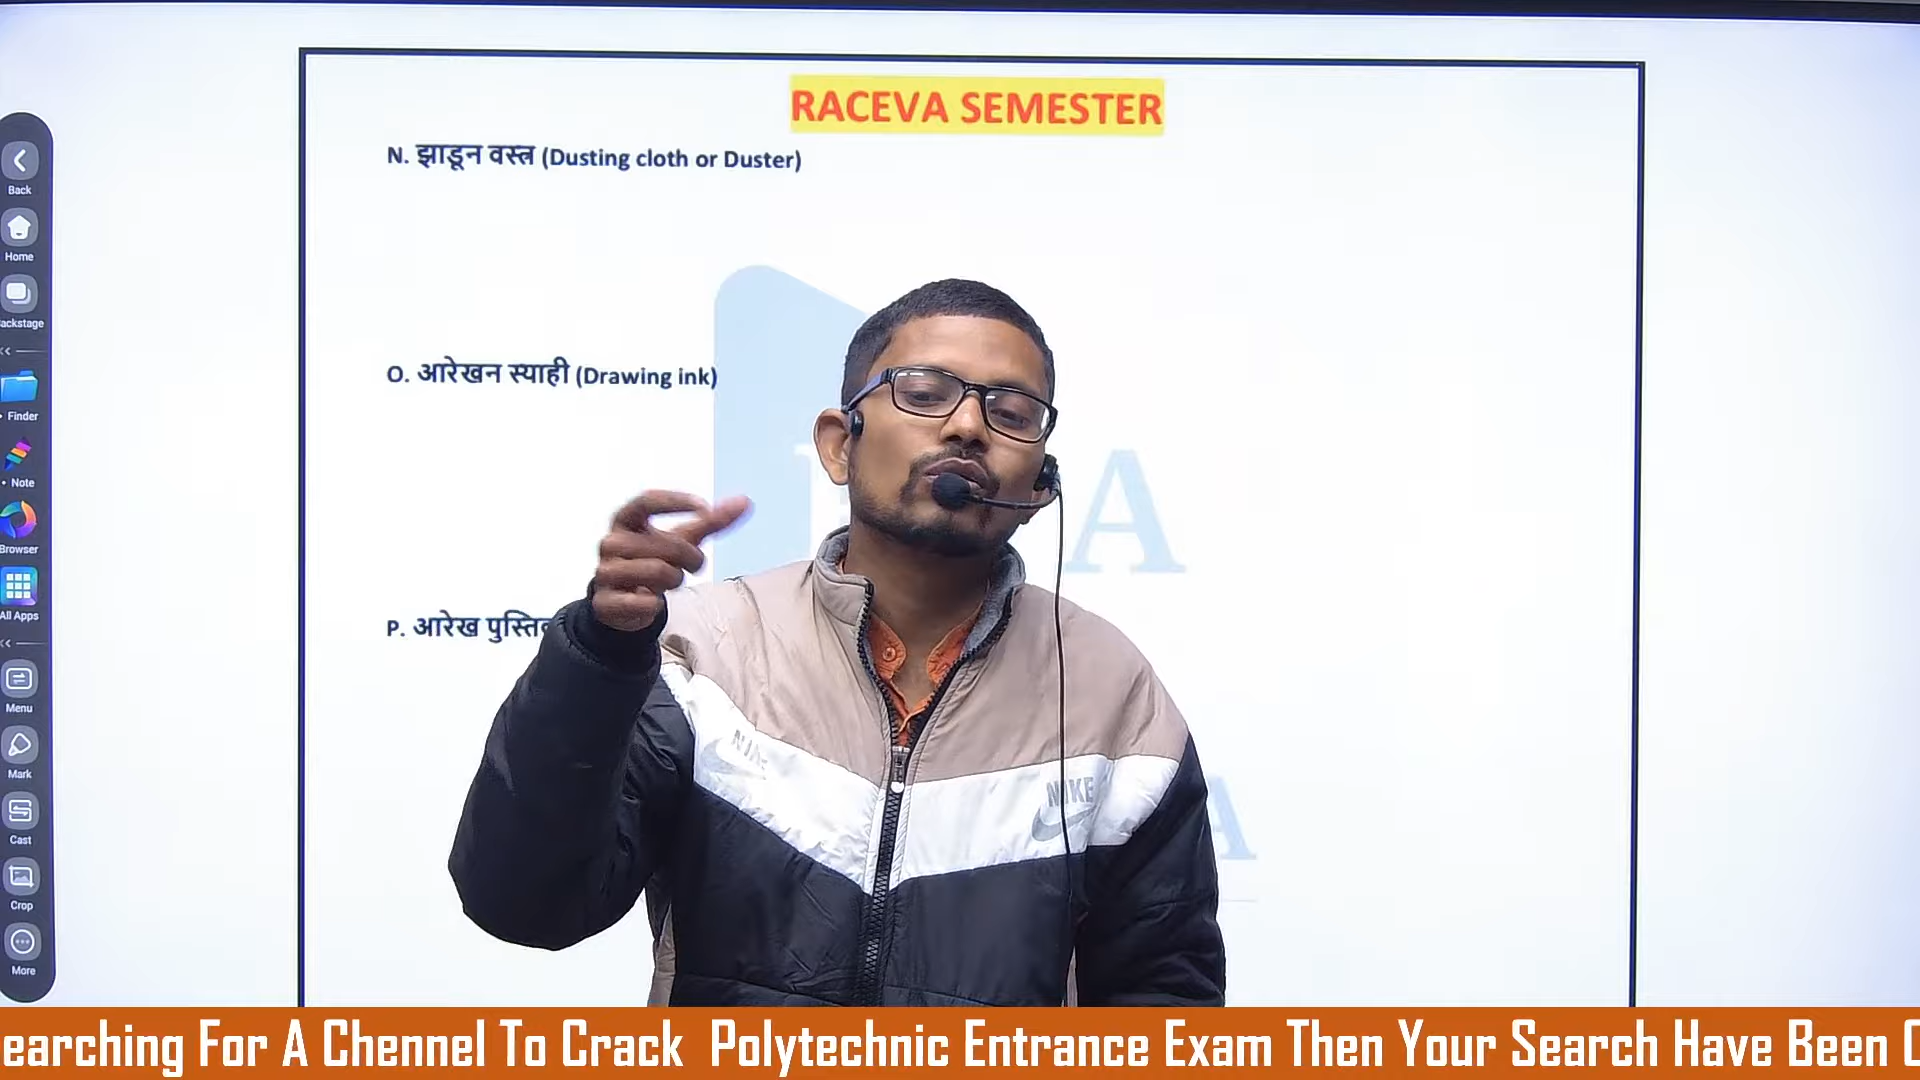 RACEVA SEMESTER
N. झाडून वस्त्र (Dusting cloth or Duster)
O. आरेखन स्याही (Drawing ink)
A
P. आरेख
NIKE
NIKE
A
Back
Home
ackstage
Finder
Note
Browser
All Apps
Menu
Mark
Cast
Crop
More
earching For A Chennel To Crack Polytechnic Entrance Exam Then Your Search Have Been